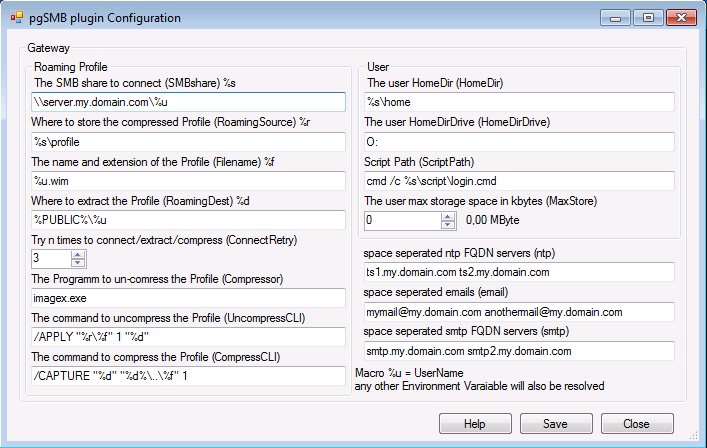 pgSMB plugin Configuration
Gateway
Roaming Profile
The SMB share to connect (SMBshare) %s
\\server.my.domain.com\%u
Where to store the compressed Profile (RoamingSource) %r
%s\profile
The name and extension of the Profile (Filename) %f
%u.wim
Where to extract the Profile (RoamingDest) %d
%PUBLIC%\%u
Try n times to connect/extract/compress (ConnectRetry)
3
The Programm to un-comress the Profile (Compressor)
imagex.exe
The command to uncompress the Profile (UncompressCLI)
/APPLY "%r\%f" 1 "%d"
The command to compress the Profile (CompressCLI)
/CAPTURE "%d" "%d%\..\%f" 1
User
The user HomeDir (HomeDir)
%s\home
The user HomeDirDrive (HomeDirDrive)
O:
Script Path (ScriptPath)
cmd /c %s\script\login.cmd
The user max storage space in kbytes (MaxStore)
0 0,00 MByte
space seperated ntp FQDN servers (ntp)
ts1.my.domain.com ts2.my.domain.com
space seperated emails (email)
mymail@my.domain.com anothermail@my.domain.com
space seperated smtp FQDN servers (smtp)
smtp.my.domain.com smtp2.my.domain.com
Macro %u = UserName
any other Environment Varaiable will also be resolved
Help Save Close